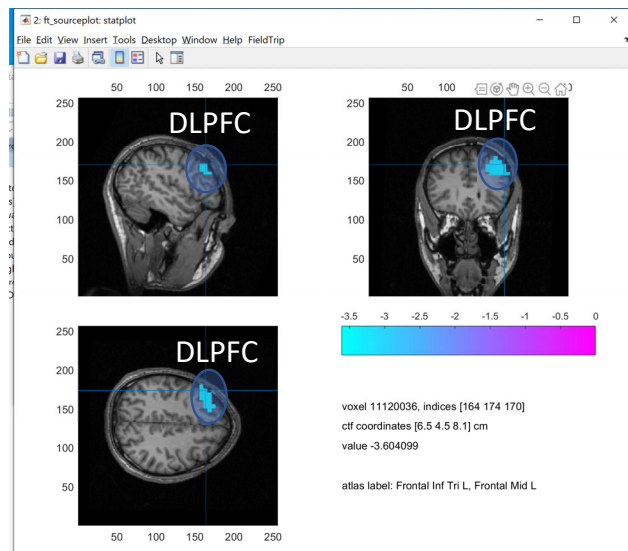 2: ft_sourceplot: statplot
File Edit View Insert Tools Desktop Window Help FieldTrip
50 100 150 200 250
250
200
150
100
50
DLPFC
50 100
250
200
150
100
50
DLPFC
-3.5 -3 -2.5 -2 -1.5 -1 -0.5 0
250
200
150
100
50
DLPFC
50 100 150 200 250
voxel 11120036, indices [164 174 170]
ctf coordinates [6.5 4.5 8.1] cm
value -3.604099
atlas label: Frontal Inf Tri L, Frontal Mid L